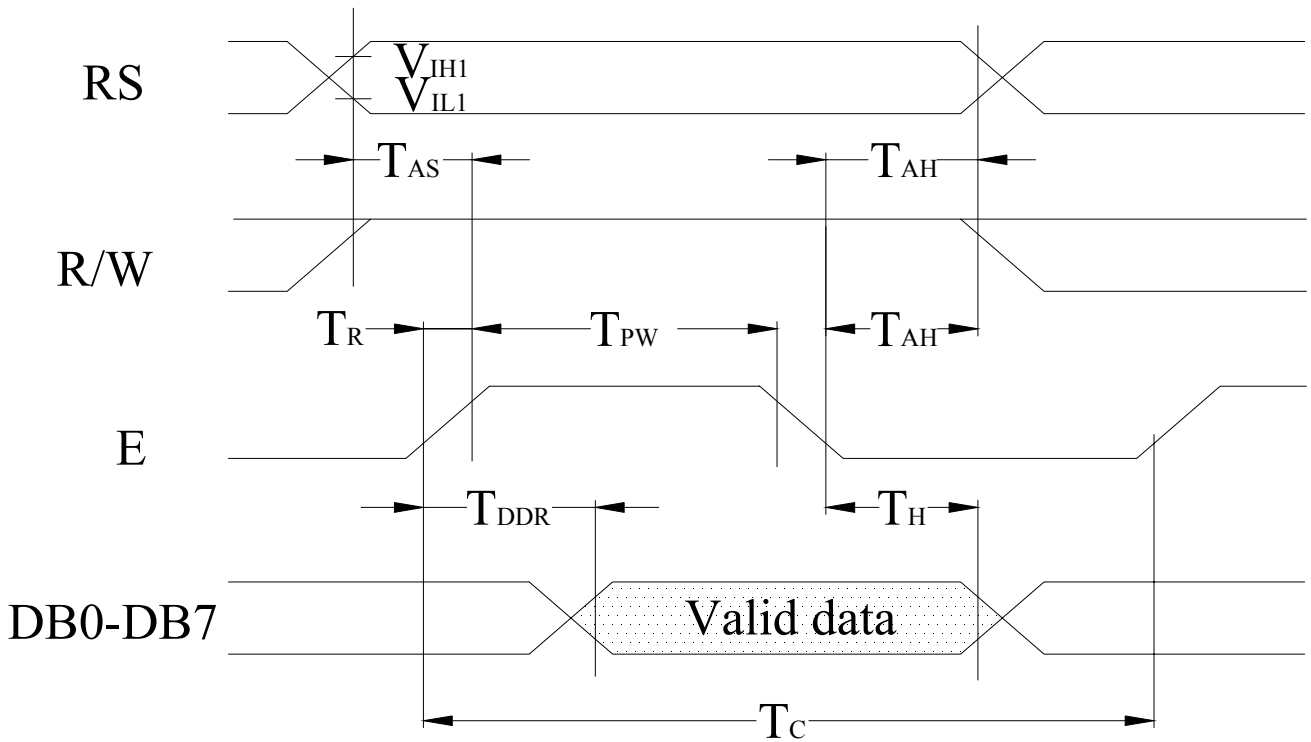 RS
VIH1
VIL1
TAS
TAH
R/W
TR
TPW
TAH
E
TDDR
TH
DB0-DB7
Valid data
TC